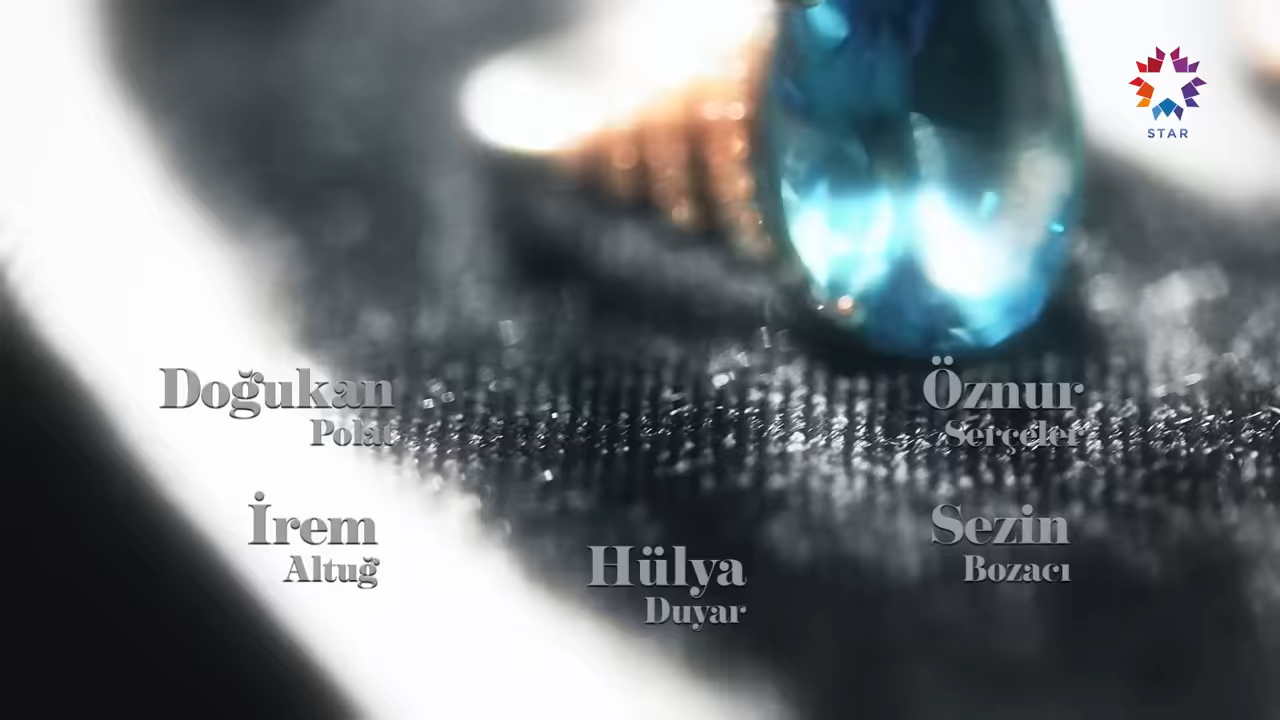 STAR
Doğukan
Polat
Öznur
Serçeler
İrem
Altuğ
Sezin
Bozacı
Hülya
Duyar